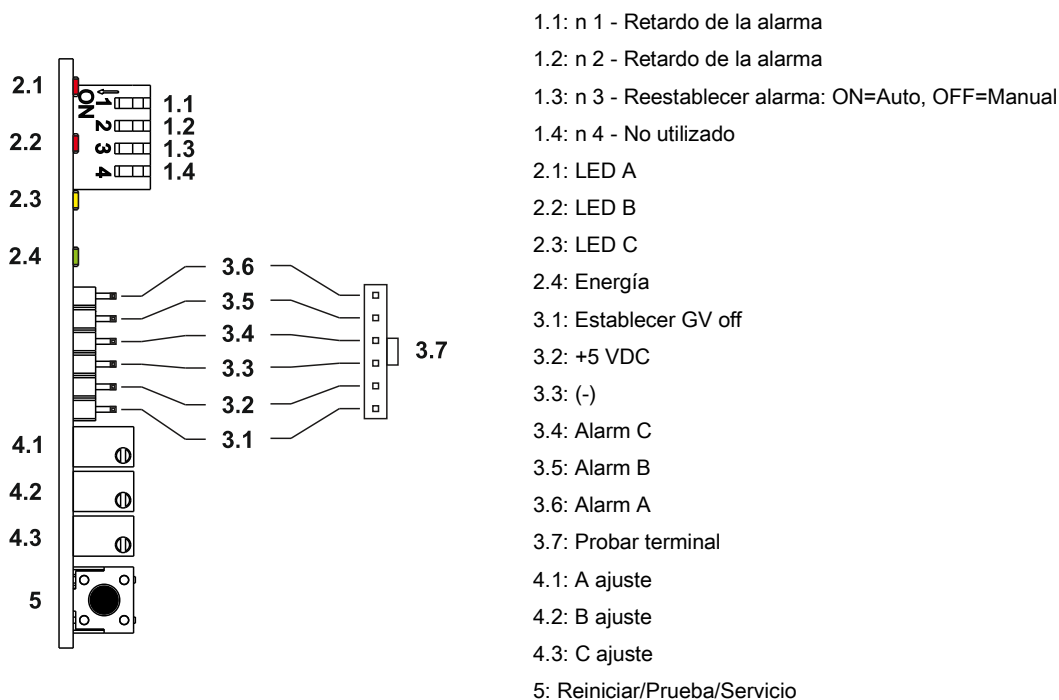 2.1
2.2
2.3
2.4
ON
1
2
3
4
1.1
1.2
1.3
1.4
3.6
3.5
3.4
3.3
3.2
3.1
3.7
4.1
4.2
4.3
5
1.1: n 1 - Retardo de la alarma
1.2: n 2 - Retardo de la alarma
1.3: n 3 - Reestablecer alarma: ON=Auto, OFF=Manual
1.4: n 4 - No utilizado
2.1: LED A
2.2: LED B
2.3: LED C
2.4: Energía
3.1: Establecer GV off
3.2: +5 VDC
3.3: (-)
3.4: Alarm C
3.5: Alarm B
3.6: Alarm A
3.7: Probar terminal
4.1: A ajuste
4.2: B ajuste
4.3: C ajuste
5: Reiniciar/Prueba/Servicio